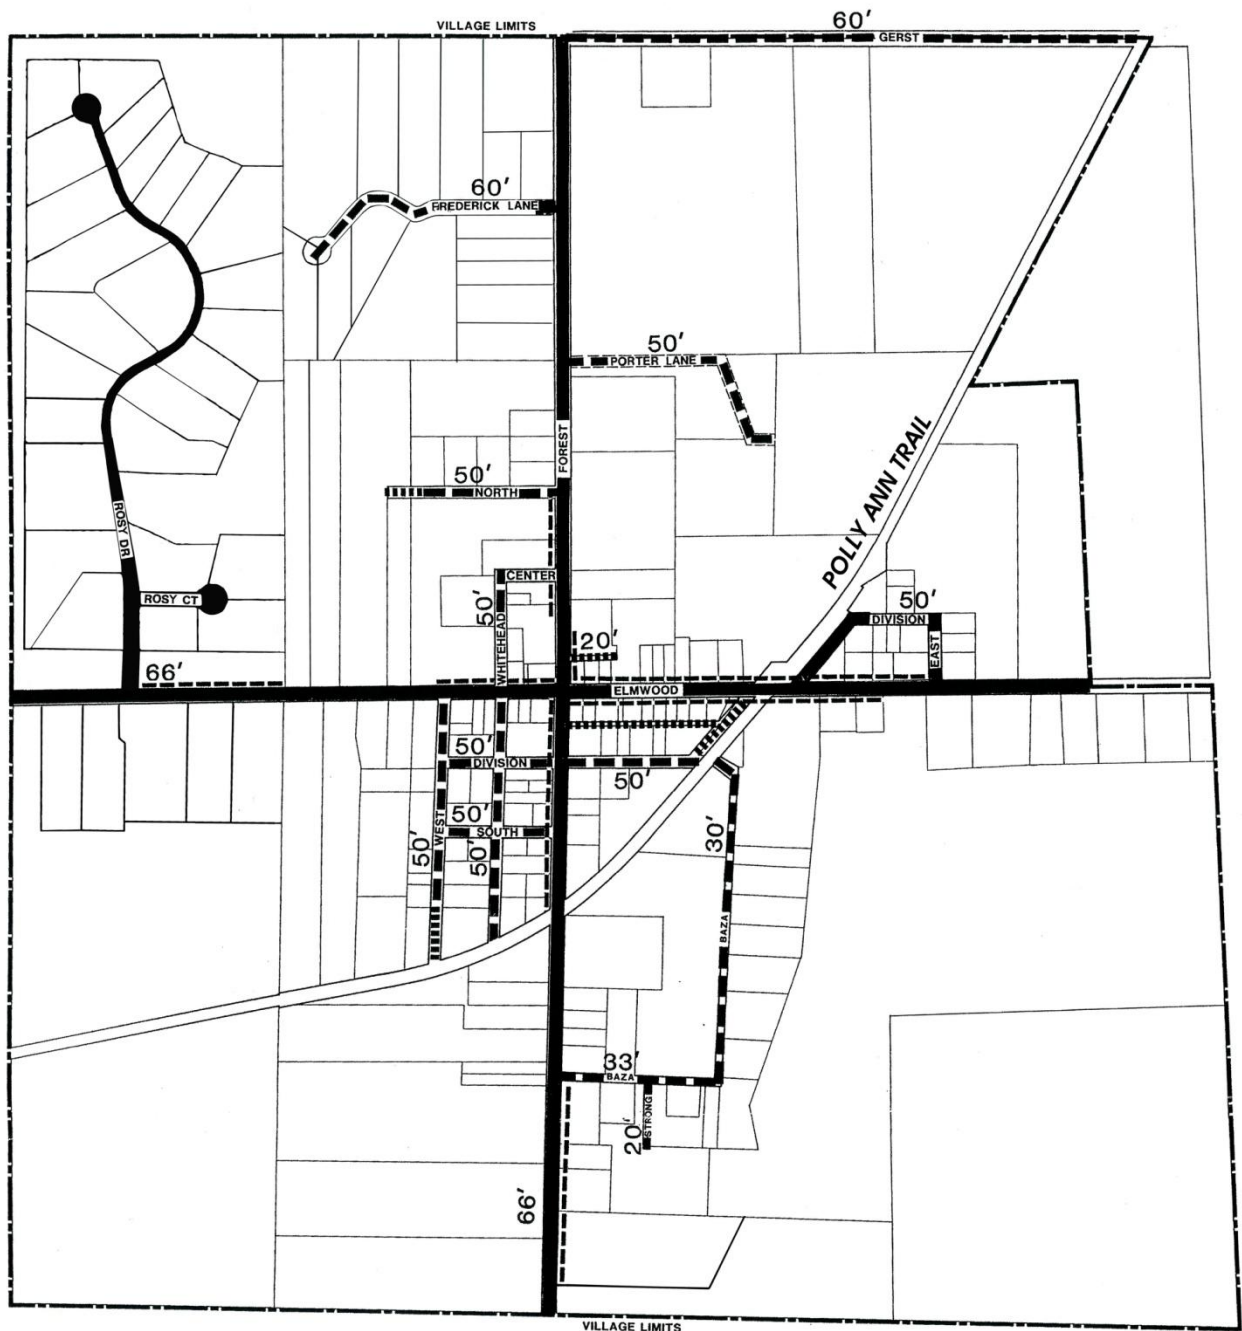 VILLAGE LIMITS
60'
GERST
60'
FREDERICK LANE
50'
PORTER LANE
FOREST
POLLY ANN TRAIL
50'
NORTH
ROSY DR
CENTER
50'
WHITEHEAD
ROSY CT
20'
50'
DIVISION
EAST
66'
ELMWOOD
50'
DIVISION
50'
50'
SOUTH
WEST
50'
50'
30'
BAZA
33'
BAZA
STRONG
20'
66'
VILLAGE LIMITS